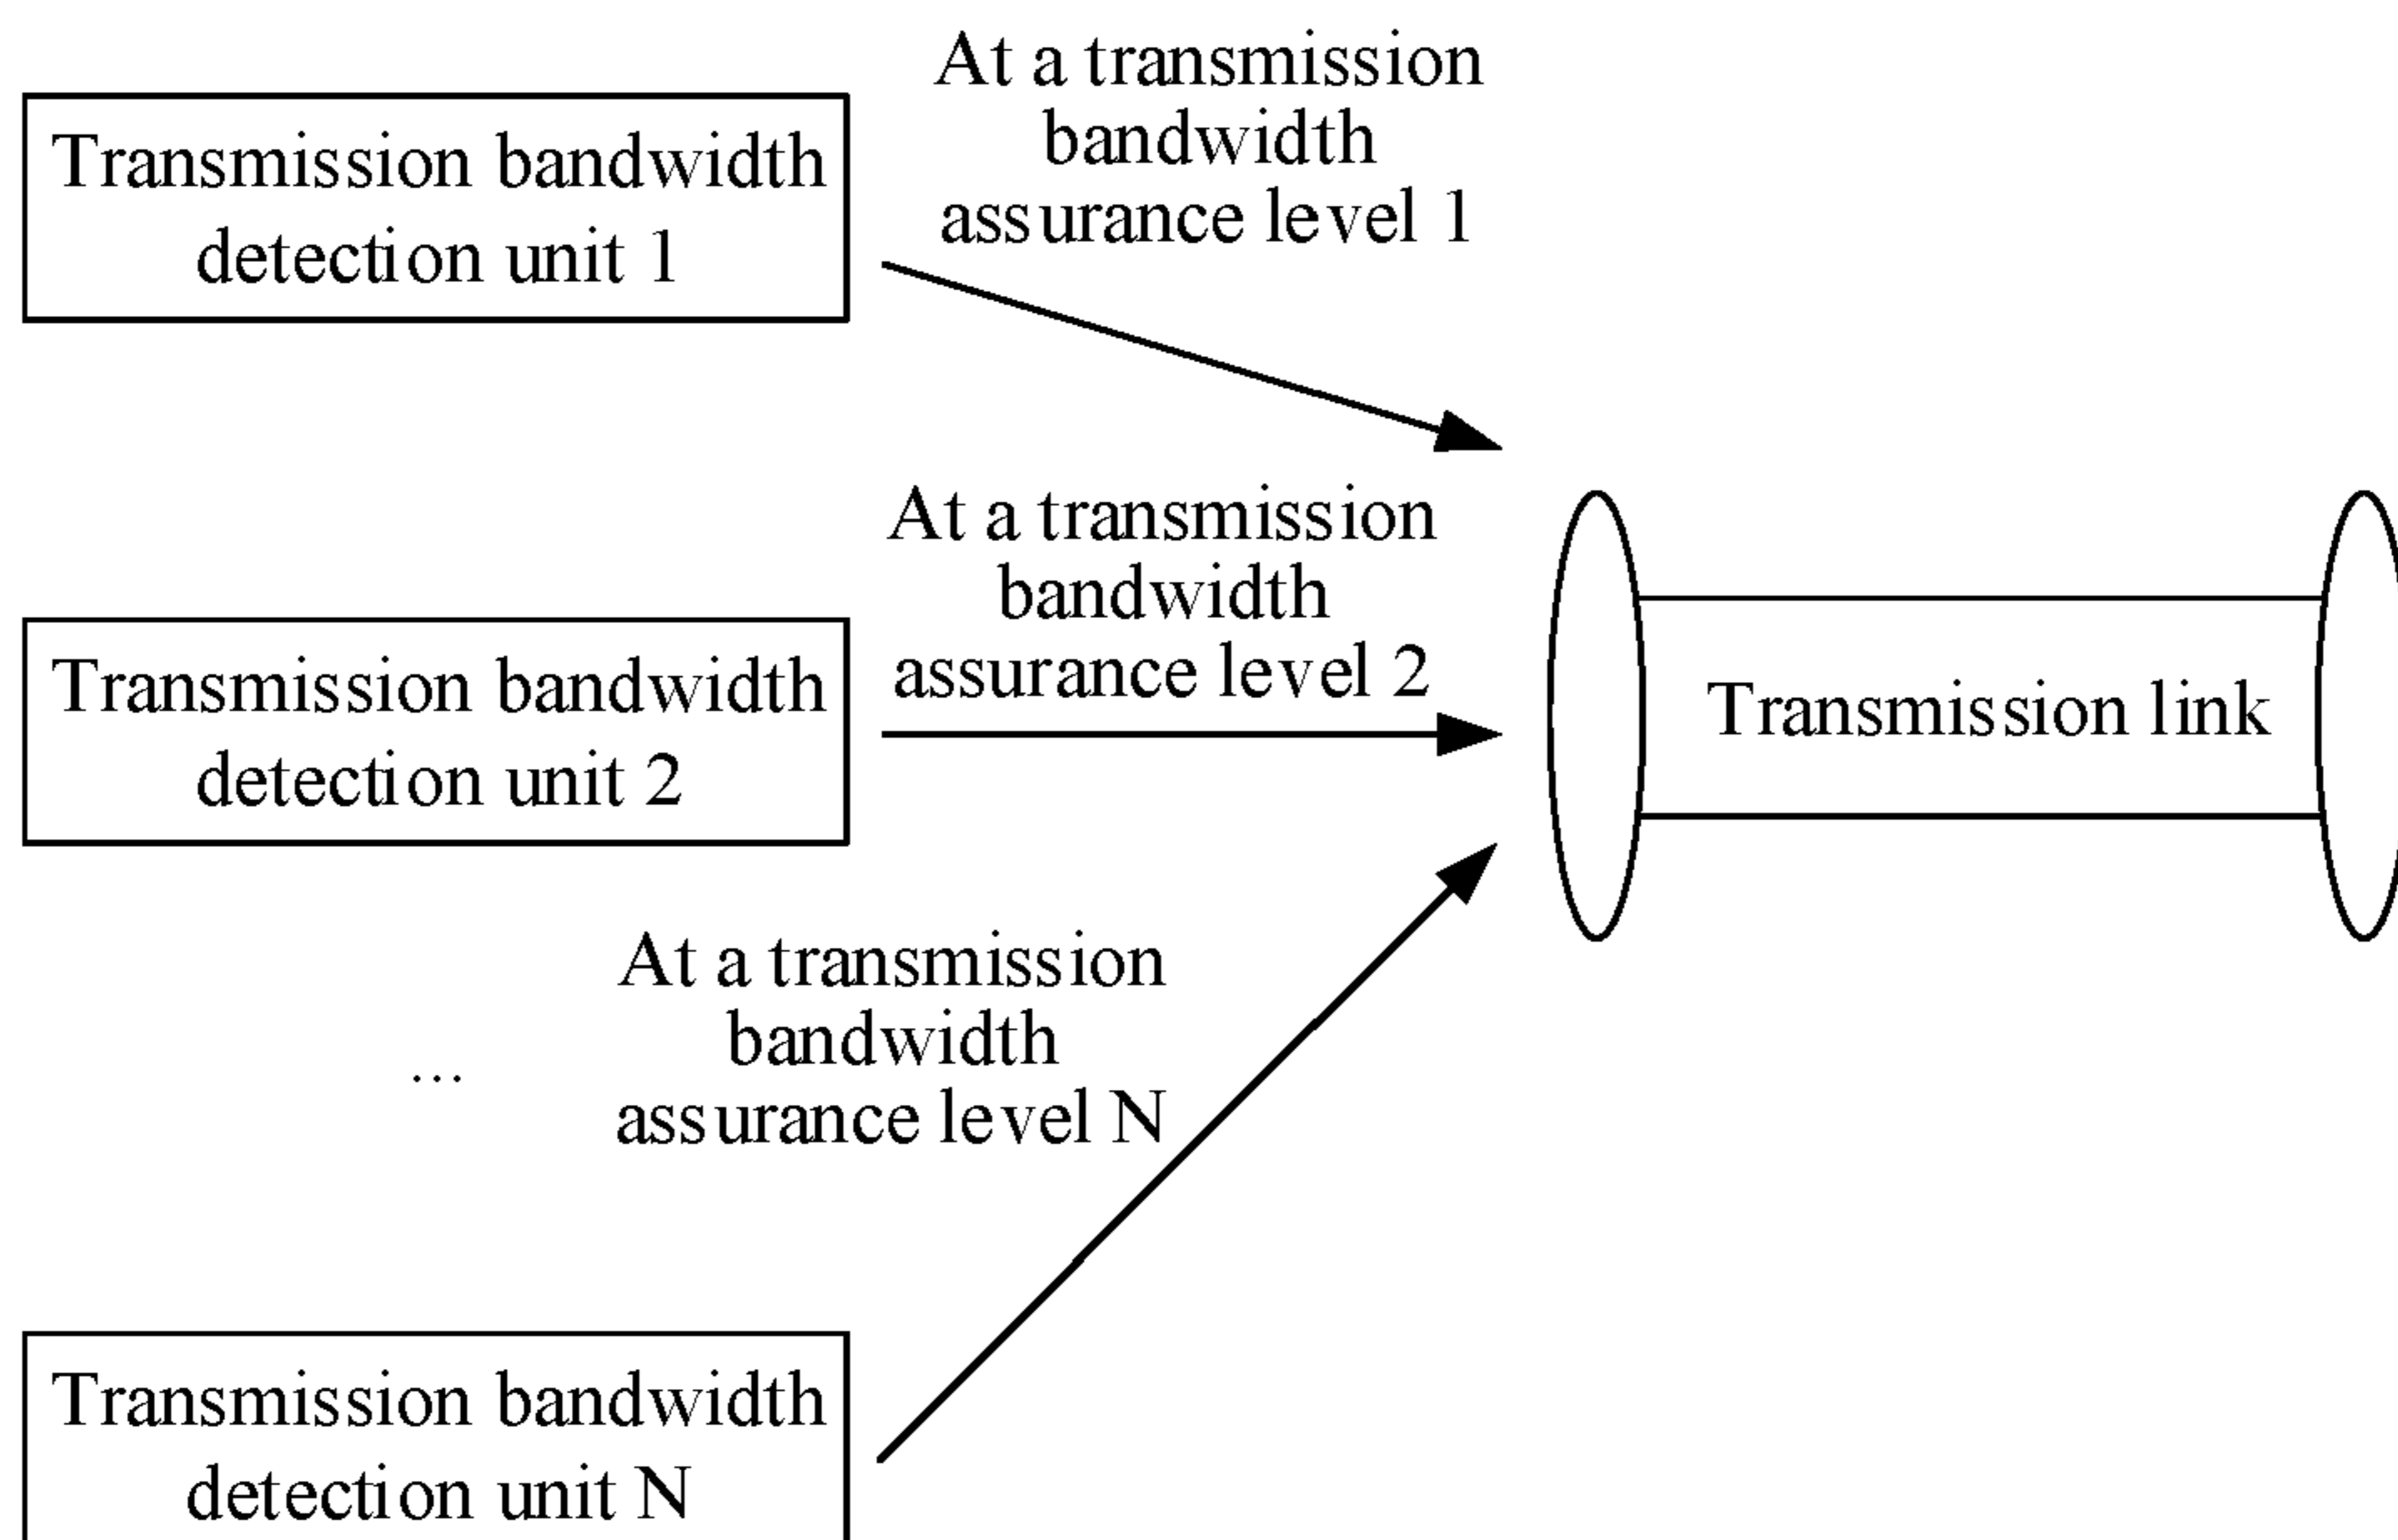 At a transmission
bandwidth
assurance level 1
Transmission bandwidth
detection unit 1
At a transmission
bandwidth
assurance level 2
Transmission bandwidth
detection unit 2
Transmission link
At a transmission
bandwidth
assurance level N
...
Transmission bandwidth
detection unit N